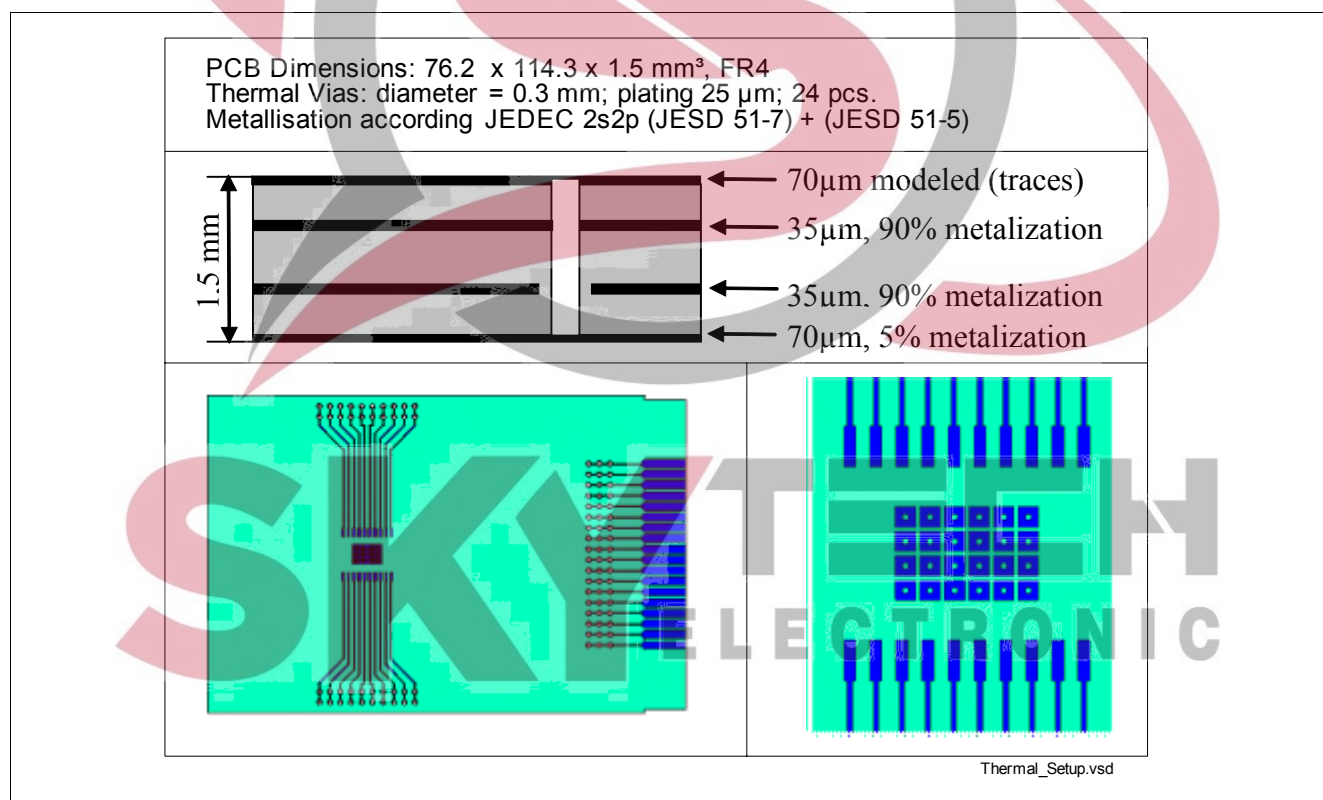 PCB Dimensions: 76.2 x 114.3 x 1.5 mm³, FR4
Thermal Vias: diameter = 0.3 mm; plating 25 µm; 24 pcs.
Metallisation according JEDEC 2s2p (JESD 51-7) + (JESD 51-5)
1.5 mm
70µm modeled (traces)
35µm, 90% metalization
35µm, 90% metalization
70µm, 5% metalization
SKYTECH
ELECTRONIC
Thermal_Setup.vsd